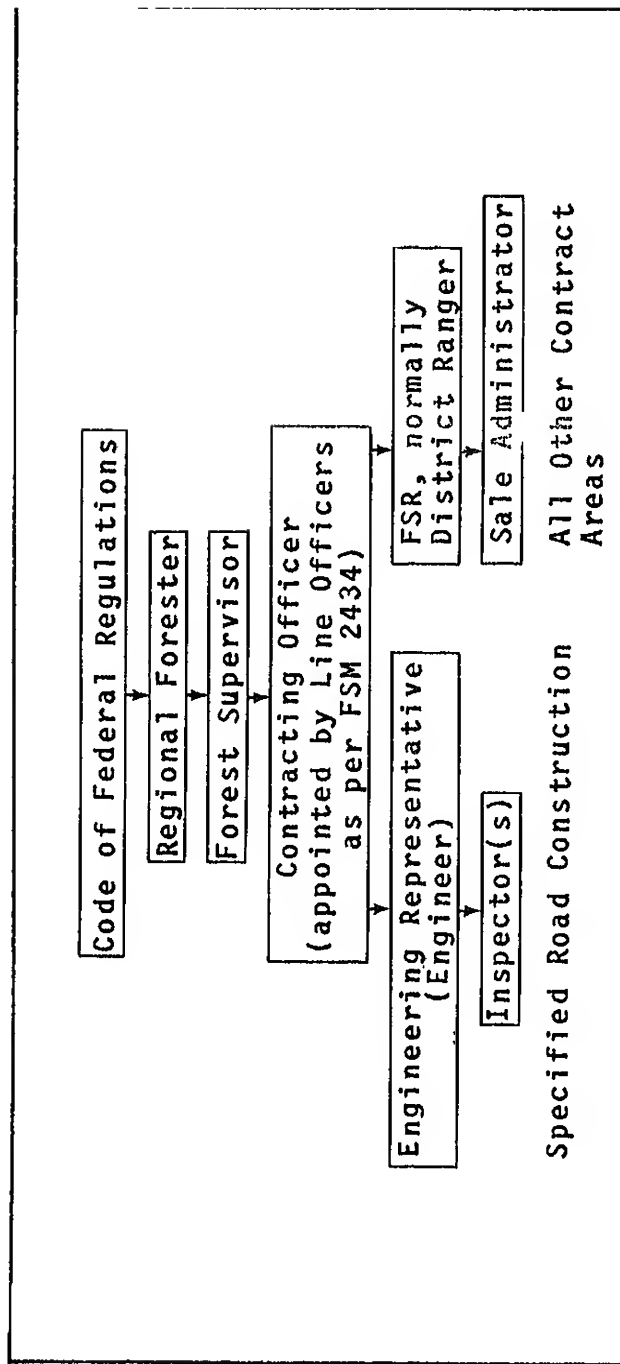 Code of Federal Regulations
Regional Forester
Forest Supervisor
Contracting Officer
(appointed by Line Officers
as per FSM 2434)
Engineering Representative
(Engineer)
Inspector(s)
Specified Road Construction
FSR, normally
District Ranger
Sale Administrator
All Other Contract
Areas